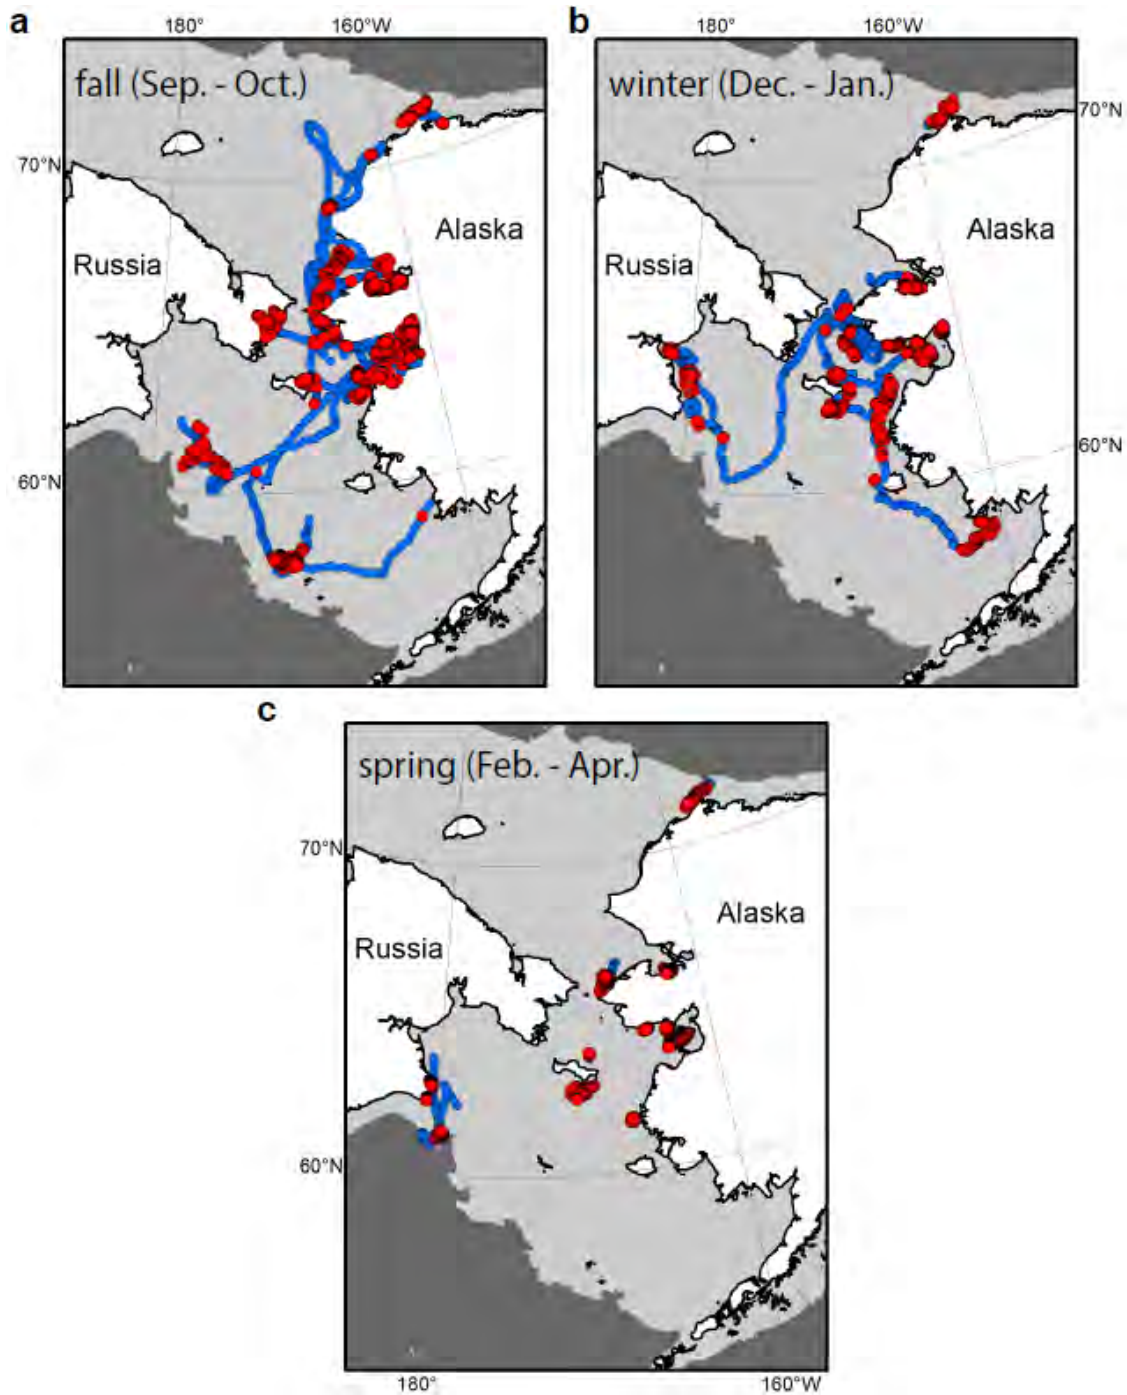 a
180° 160°W
fall (Sep. - Oct.)
70°N
Russia
Alaska
60°N
b
180° 160°W
winter (Dec. - Jan.)
70°N
Russia
Alaska
60°N
c
spring (Feb. - Apr.)
70°N
Russia
Alaska
60°N
180° 160°W